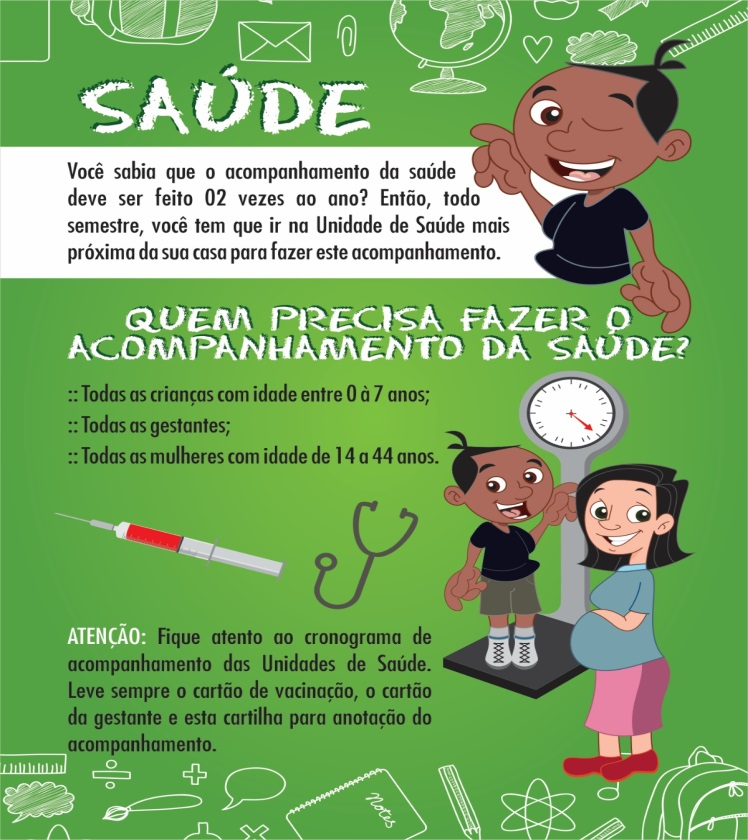 SAÚDE
Você sabia que o acompanhamento da saúde
deve ser feito 02 vezes ao ano? Então, todo
semestre, você tem que ir na Unidade de Saúde mais
próxima da sua casa para fazer este acompanhamento.
QUEM PRECISA FAZER O
ACOMPANHAMENTO DA SAÚDE?
:: Todas as crianças com idade entre 0 à 7 anos;
:: Todas as gestantes;
:: Todas as mulheres com idade de 14 a 44 anos.
ATENÇÃO: Fique atento ao cronograma de
acompanhamento das Unidades de Saúde.
Leve sempre o cartão de vacinação, o cartão
da gestante e esta cartilha para anotação do
acompanhamento.
Notes